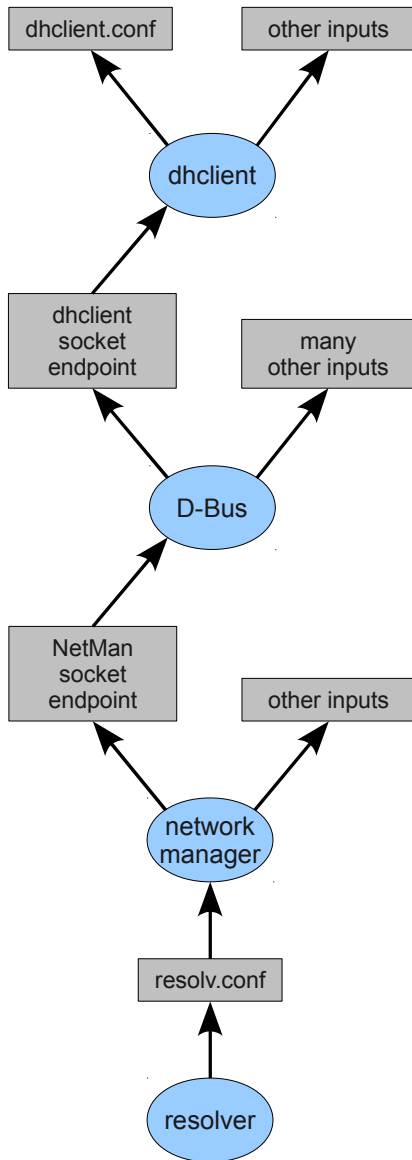 dhclient.conf
other inputs
dhclient
dhclient
socket
endpoint
many
other inputs
D-Bus
NetMan
socket
endpoint
other inputs
network
manager
resolv.conf
resolver